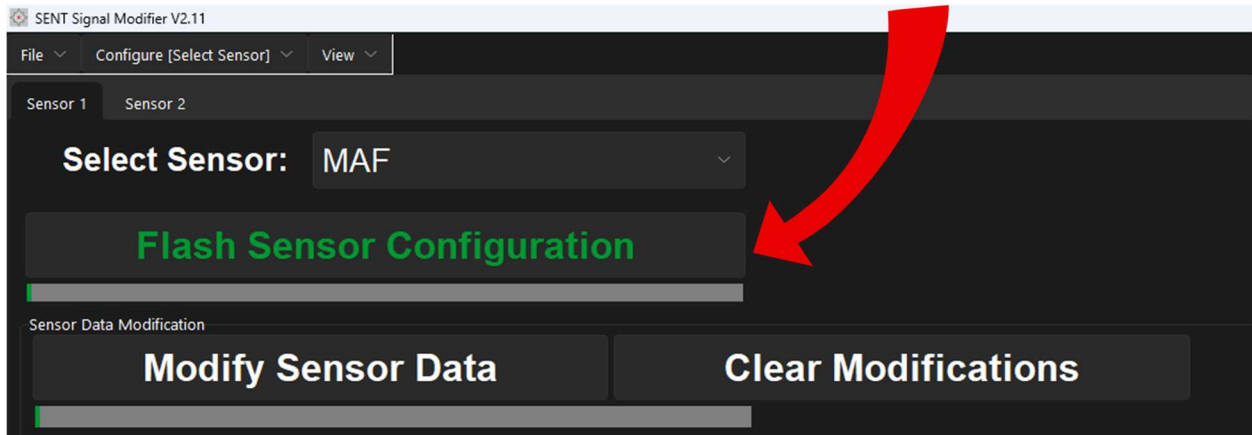 SENT Signal Modifier V2.11
File Configure [Select Sensor] View
Sensor 1 Sensor 2
Select Sensor: MAF
Flash Sensor Configuration
Sensor Data Modification
Modify Sensor Data Clear Modifications